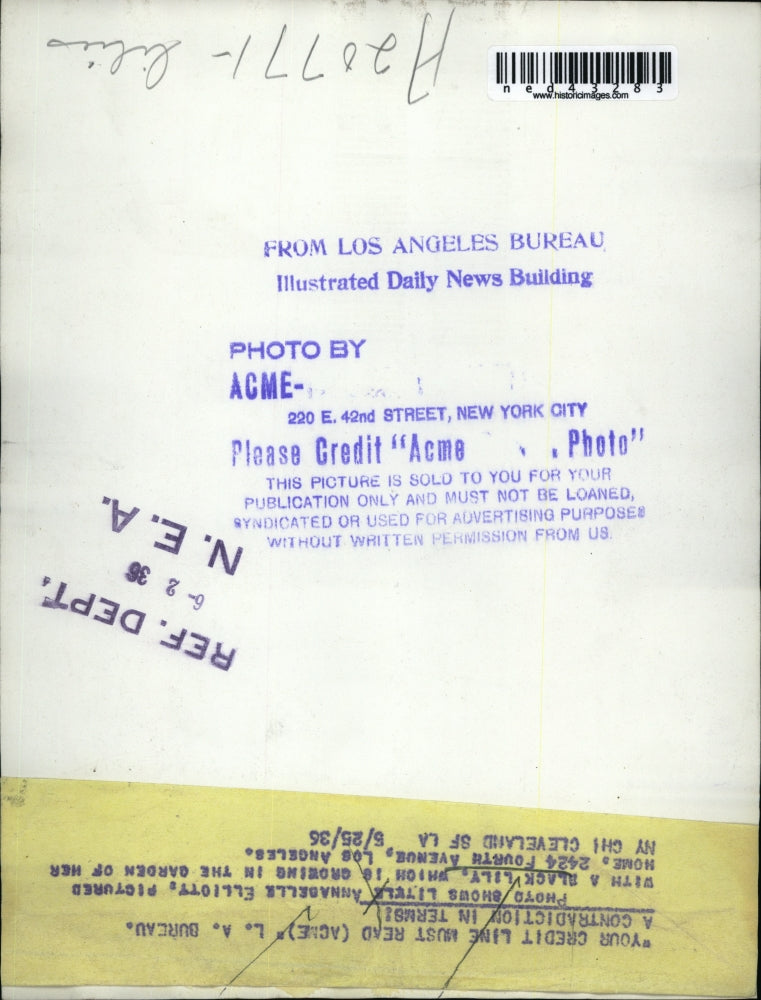 H20771- lilies
ned43283
www.historicimages.com
FROM LOS ANGELES BUREAU
Illustrated Daily News Building
PHOTO BY
ACME-
220 E. 42nd STREET, NEW YORK CITY
Please Credit "Acme Photo"
THIS PICTURE IS SOLD TO YOU FOR YOUR
PUBLICATION ONLY AND MUST NOT BE LOANED,
SYNDICATED OR USED FOR ADVERTISING PURPOSES
WITHOUT WRITTEN PERMISSION FROM US.
REF. DEPT.
6-2 36
N. E. A.
"YOUR CREDIT LINE MUST READ (ACME)" L. A. BUREAU.
A CONTRADICTION IN TERMS!
PHOTO SHOWS LITTLE ANNABELLE ELLIOTT, PICTURED
WITH A BLACK LILY, WHICH IS GROWING IN THE GARDEN OF HER
HOME, 2424 FOURTH AVENUE, LOS ANGELES.
NY CHI CLEVELAND SF LA 5/25/36